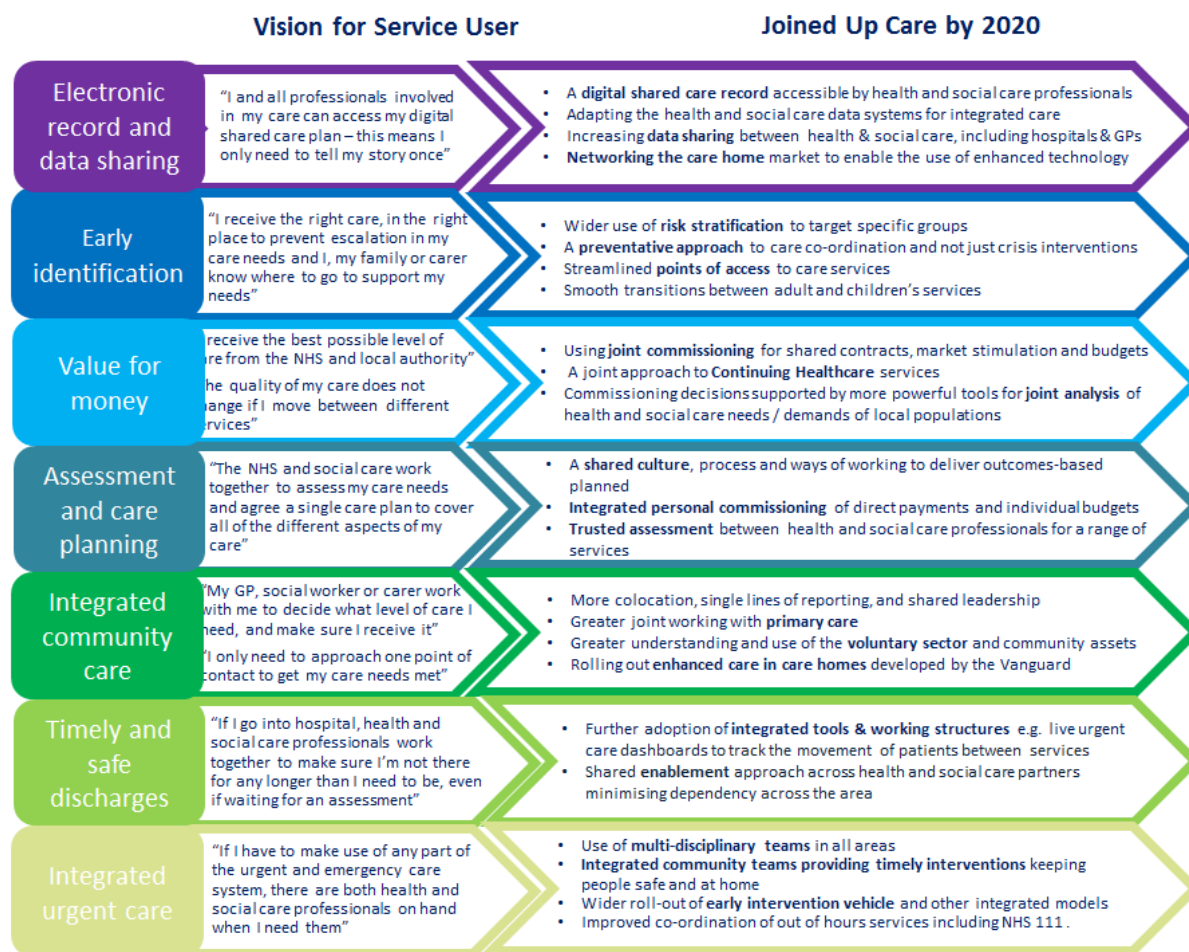 Vision for Service User
Joined Up Care by 2020
Electronic
record and
data sharing
“I and all professionals involved
in my care can access my digital
shared care plan – this means I
only need to tell my story once”
• A digital shared care record accessible by health and social care professionals
• Adapting the health and social care data systems for integrated care
• Increasing data sharing between health & social care, including hospitals & GPs
• Networking the care home market to enable the use of enhanced technology
Early
identification
“I receive the right care, in the right
place to prevent escalation in my
care needs and I, my family or carer
know where to go to support my
needs”
• Wider use of risk stratification to target specific groups
• A preventative approach to care co-ordination and not just crisis interventions
• Streamlined points of access to care services
• Smooth transitions between adult and children’s services
Value for
money
receive the best possible level of
re from the NHS and local authority”
he quality of my care does not
ange if I move between different
ervices”
• Using joint commissioning for shared contracts, market stimulation and budgets
• A joint approach to Continuing Healthcare services
• Commissioning decisions supported by more powerful tools for joint analysis of
health and social care needs / demands of local populations
Assessment
and care
planning
“The NHS and social care work
together to assess my care needs
and agree a single care plan to cover
all of the different aspects of my
care”
• A shared culture, process and ways of working to deliver outcomes-based
planned
• Integrated personal commissioning of direct payments and individual budgets
• Trusted assessment between health and social care professionals for a range of
services
Integrated
community
care
“My GP, social worker or carer work
with me to decide what level of care I
need, and make sure I receive it”
“I only need to approach one point of
contact to get my care needs met”
• More colocation, single lines of reporting, and shared leadership
• Greater joint working with primary care
• Greater understanding and use of the voluntary sector and community assets
• Rolling out enhanced care in care homes developed by the Vanguard
Timely and
safe
discharges
“If I go into hospital, health and
social care professionals work
together to make sure I’m not there
for any longer than I need to be, even
if waiting for an assessment”
• Further adoption of integrated tools & working structures e.g. live urgent
care dashboards to track the movement of patients between services
• Shared enablement approach across health and social care partners
minimising dependency across the area
Integrated
urgent care
“If I have to make use of any part of
the urgent and emergency care
system, there are both health and
social care professionals on hand
when I need them”
• Use of multi-disciplinary teams in all areas
• Integrated community teams providing timely interventions keeping
people safe and at home
• Wider roll-out of early intervention vehicle and other integrated models
• Improved co-ordination of out of hours services including NHS 111 .